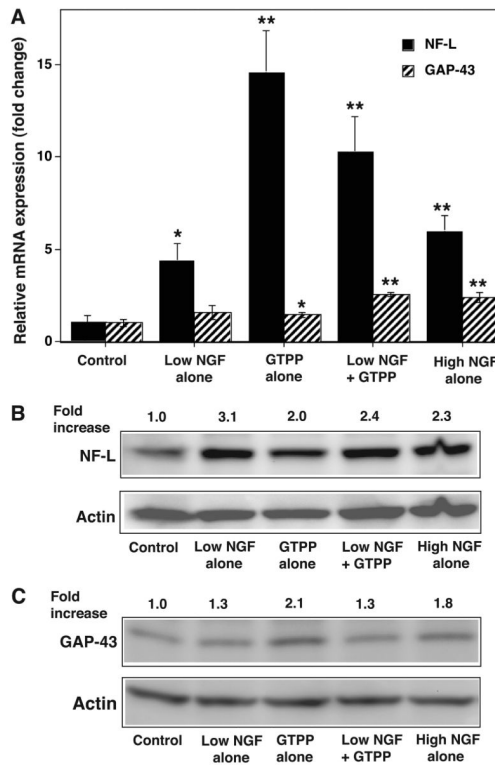 A
Relative mRNA expression (fold change)
15
10
5
0
NF-L
GAP-43
**
*
*
**
**
**
**
Control
Low NGF
alone
GTPP
alone
Low NGF
+ GTPP
High NGF
alone
B
Fold
increase
1.0 3.1 2.0 2.4 2.3
NF-L
Actin
Control
Low NGF
alone
GTPP
alone
Low NGF
+ GTPP
High NGF
alone
C
Fold
increase
1.0 1.3 2.1 1.3 1.8
GAP-43
Actin
Control
Low NGF
alone
GTPP
alone
Low NGF
+ GTPP
High NGF
alone